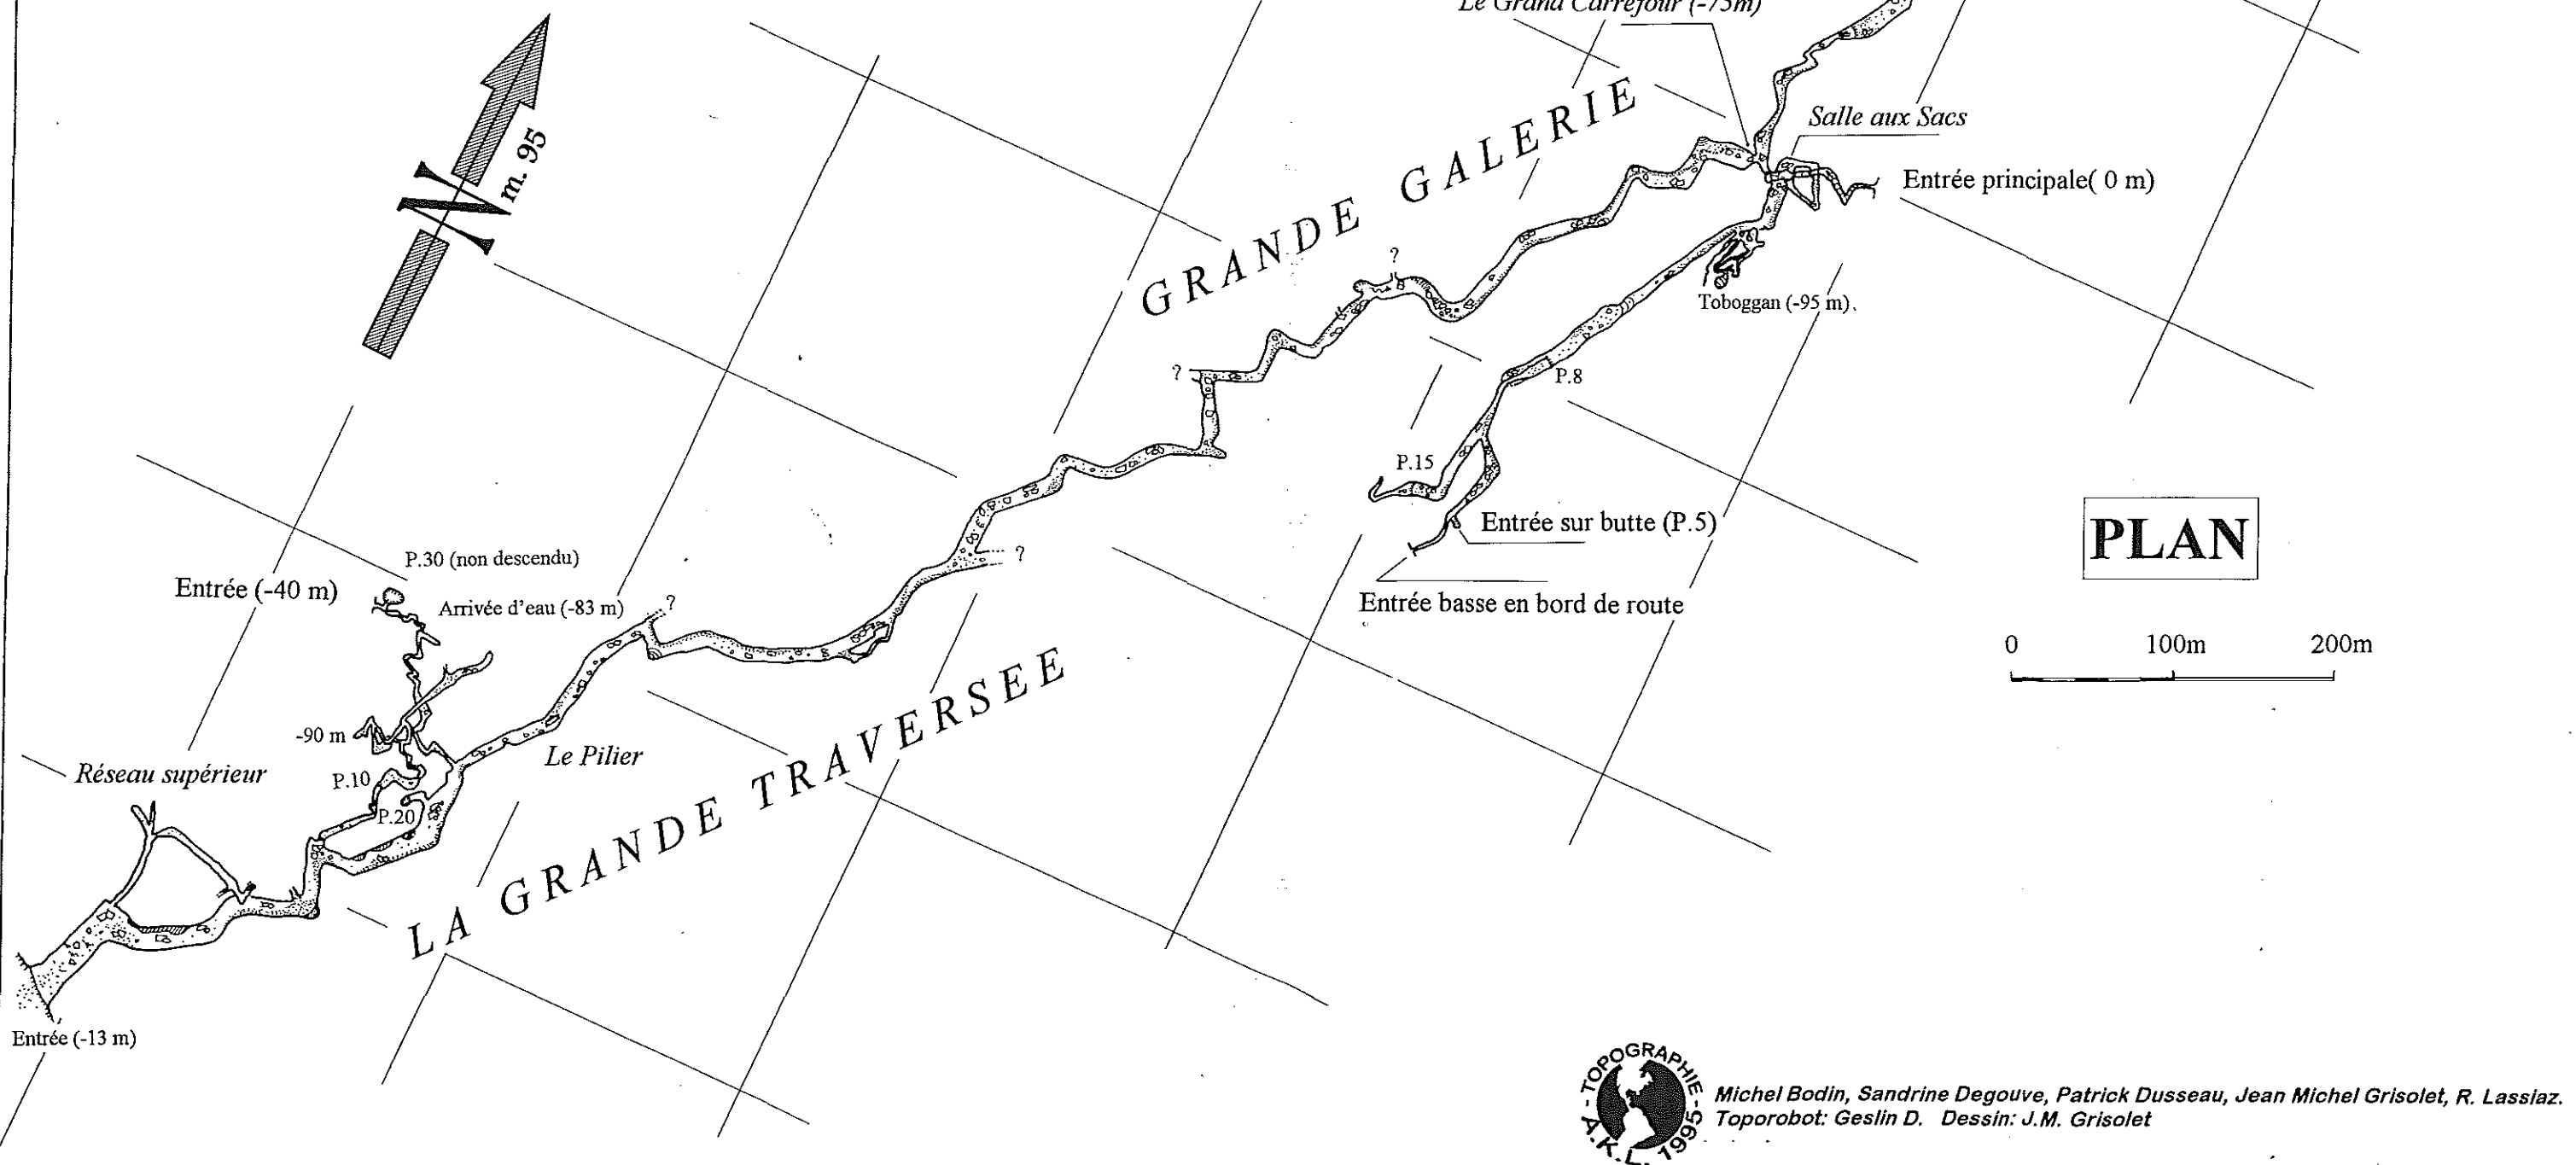 Le Grand Carrefour (-75m)
Salle aux Sacs
Entrée principale( 0 m)
N
m. 95
GRANDE GALERIE
Toboggan (-95 m).
?
?
P.8
P.15
Entrée sur butte (P.5)
PLAN
?
P.30 (non descendu)
Entrée (-40 m)
Arrivée d'eau (-83 m)
?
Entrée basse en bord de route
0 100m 200m
-90 m
Le Pilier
Réseau supérieur
P.10
P.20
LA GRANDE TRAVERSEE
Entrée (-13 m)
- TOPOGRAPHIE -
A.K.L. 1995
Michel Bodin, Sandrine Degouve, Patrick Dusseau, Jean Michel Grisolet, R. Lassiaz.
Toporobot: Geslin D. Dessin: J.M. Grisolet